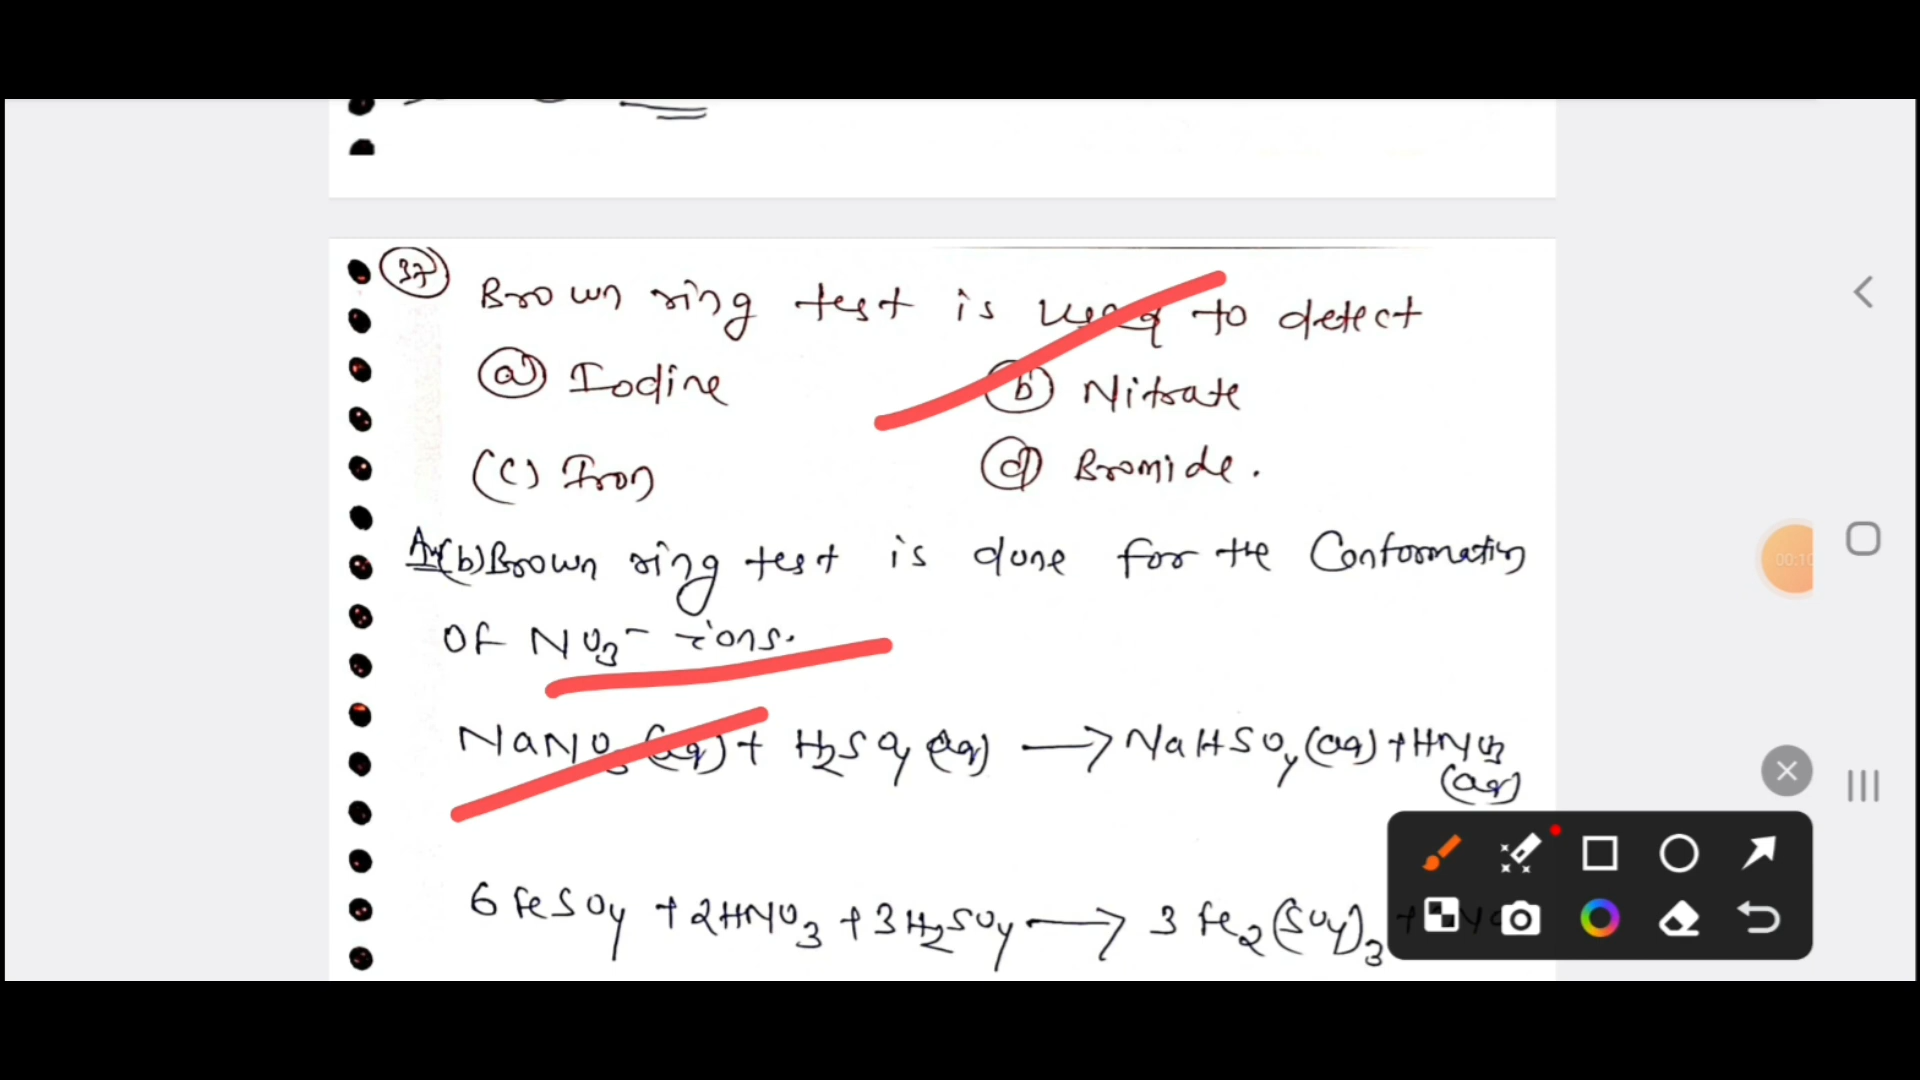 37
Brown ring test is used to detect
(a) Iodine (b) Nitrate
(c) Iron (d) Bromide.
Ans(b) Brown ring test is done for the Conformation
of NO3⁻ ions.
NaNO3(aq) + H2SO4(aq) → NaHSO4(aq) + HNO3
(aq)
6 FeSO4 + 2HNO3 + 3H2SO4 → 3 Fe2(SO4)3 +
00:10